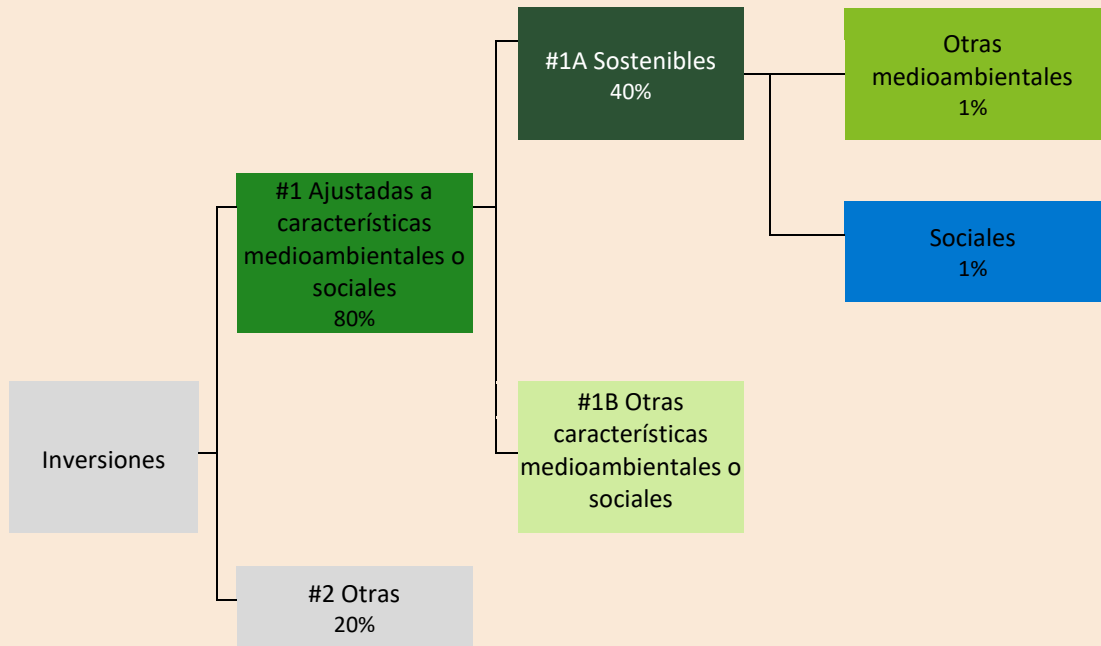 Inversiones
#1 Ajustadas a
características
medioambientales o
sociales
80%
#2 Otras
20%
#1A Sostenibles
40%
#1B Otras
características
medioambientales o
sociales
Otras
medioambientales
1%
Sociales
1%